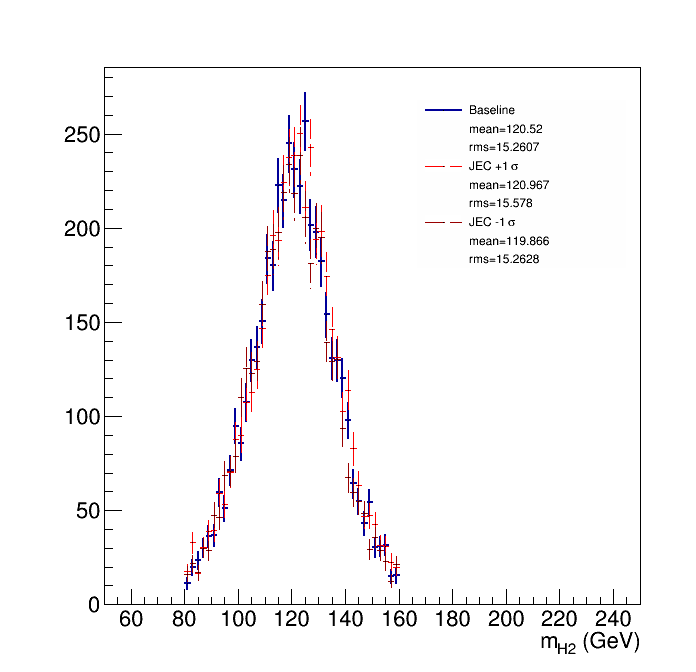 250
200
150
100
50
0
Baseline
mean=120.52
rms=15.2607
JEC +1 σ
mean=120.967
rms=15.578
JEC -1 σ
mean=119.866
rms=15.2628
60 80 100 120 140 160 180 200 220 240
m_H2 (GeV)